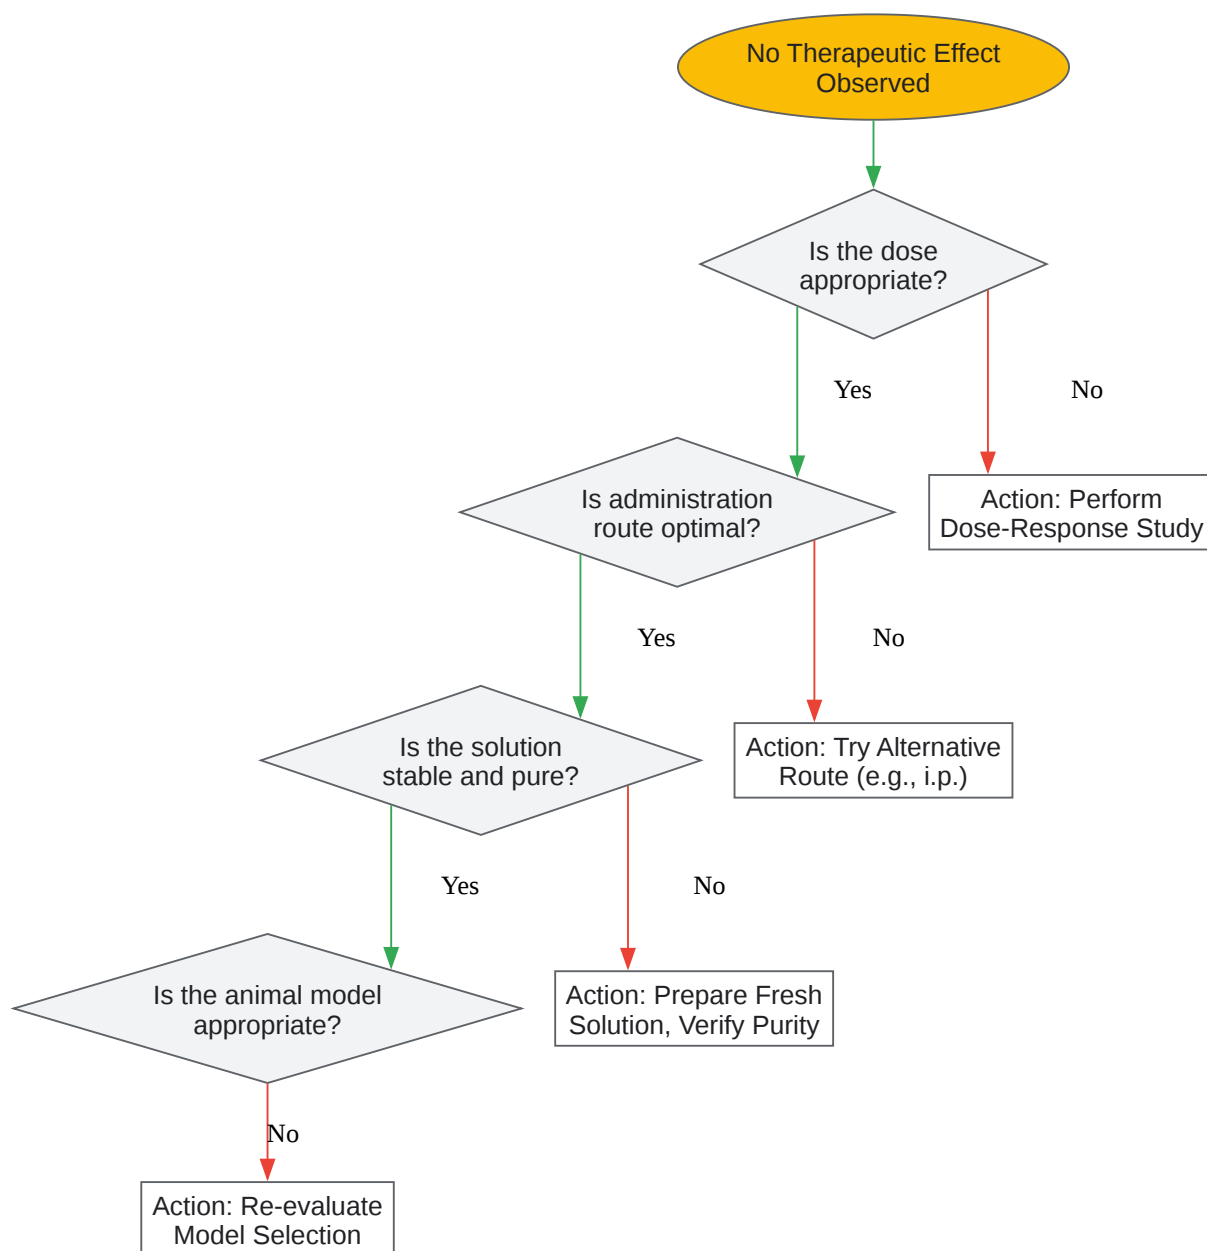 No Therapeutic Effect
Observed
Is the dose
appropriate?
Yes
No
Is administration
route optimal?
Action: Perform
Dose-Response Study
Yes
No
Is the solution
stable and pure?
Action: Try Alternative
Route (e.g., i.p.)
Yes
No
Is the animal model
appropriate?
Action: Prepare Fresh
Solution, Verify Purity
No
Action: Re-evaluate
Model Selection